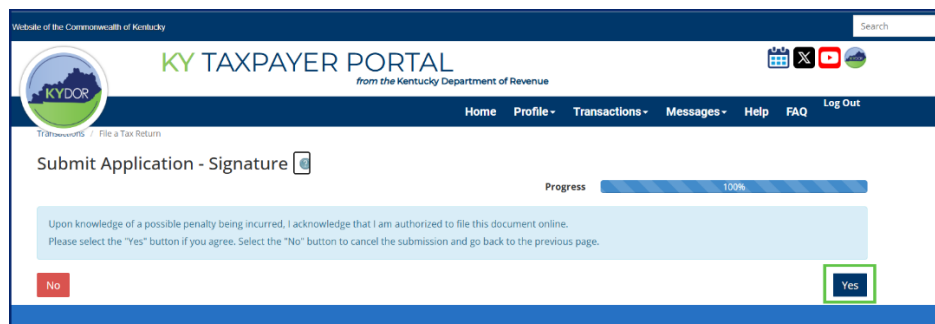 Website of the Commonwealth of Kentucky
Search
KYDOR
KY TAXPAYER PORTAL
from the Kentucky Department of Revenue
Home Profile Transactions Messages Help FAQ Log Out
Transactions / File a Tax Return
Submit Application - Signature
Progress 100%
Upon knowledge of a possible penalty being incurred, I acknowledge that I am authorized to file this document online.
Please select the "Yes" button if you agree. Select the "No" button to cancel the submission and go back to the previous page.
No
Yes